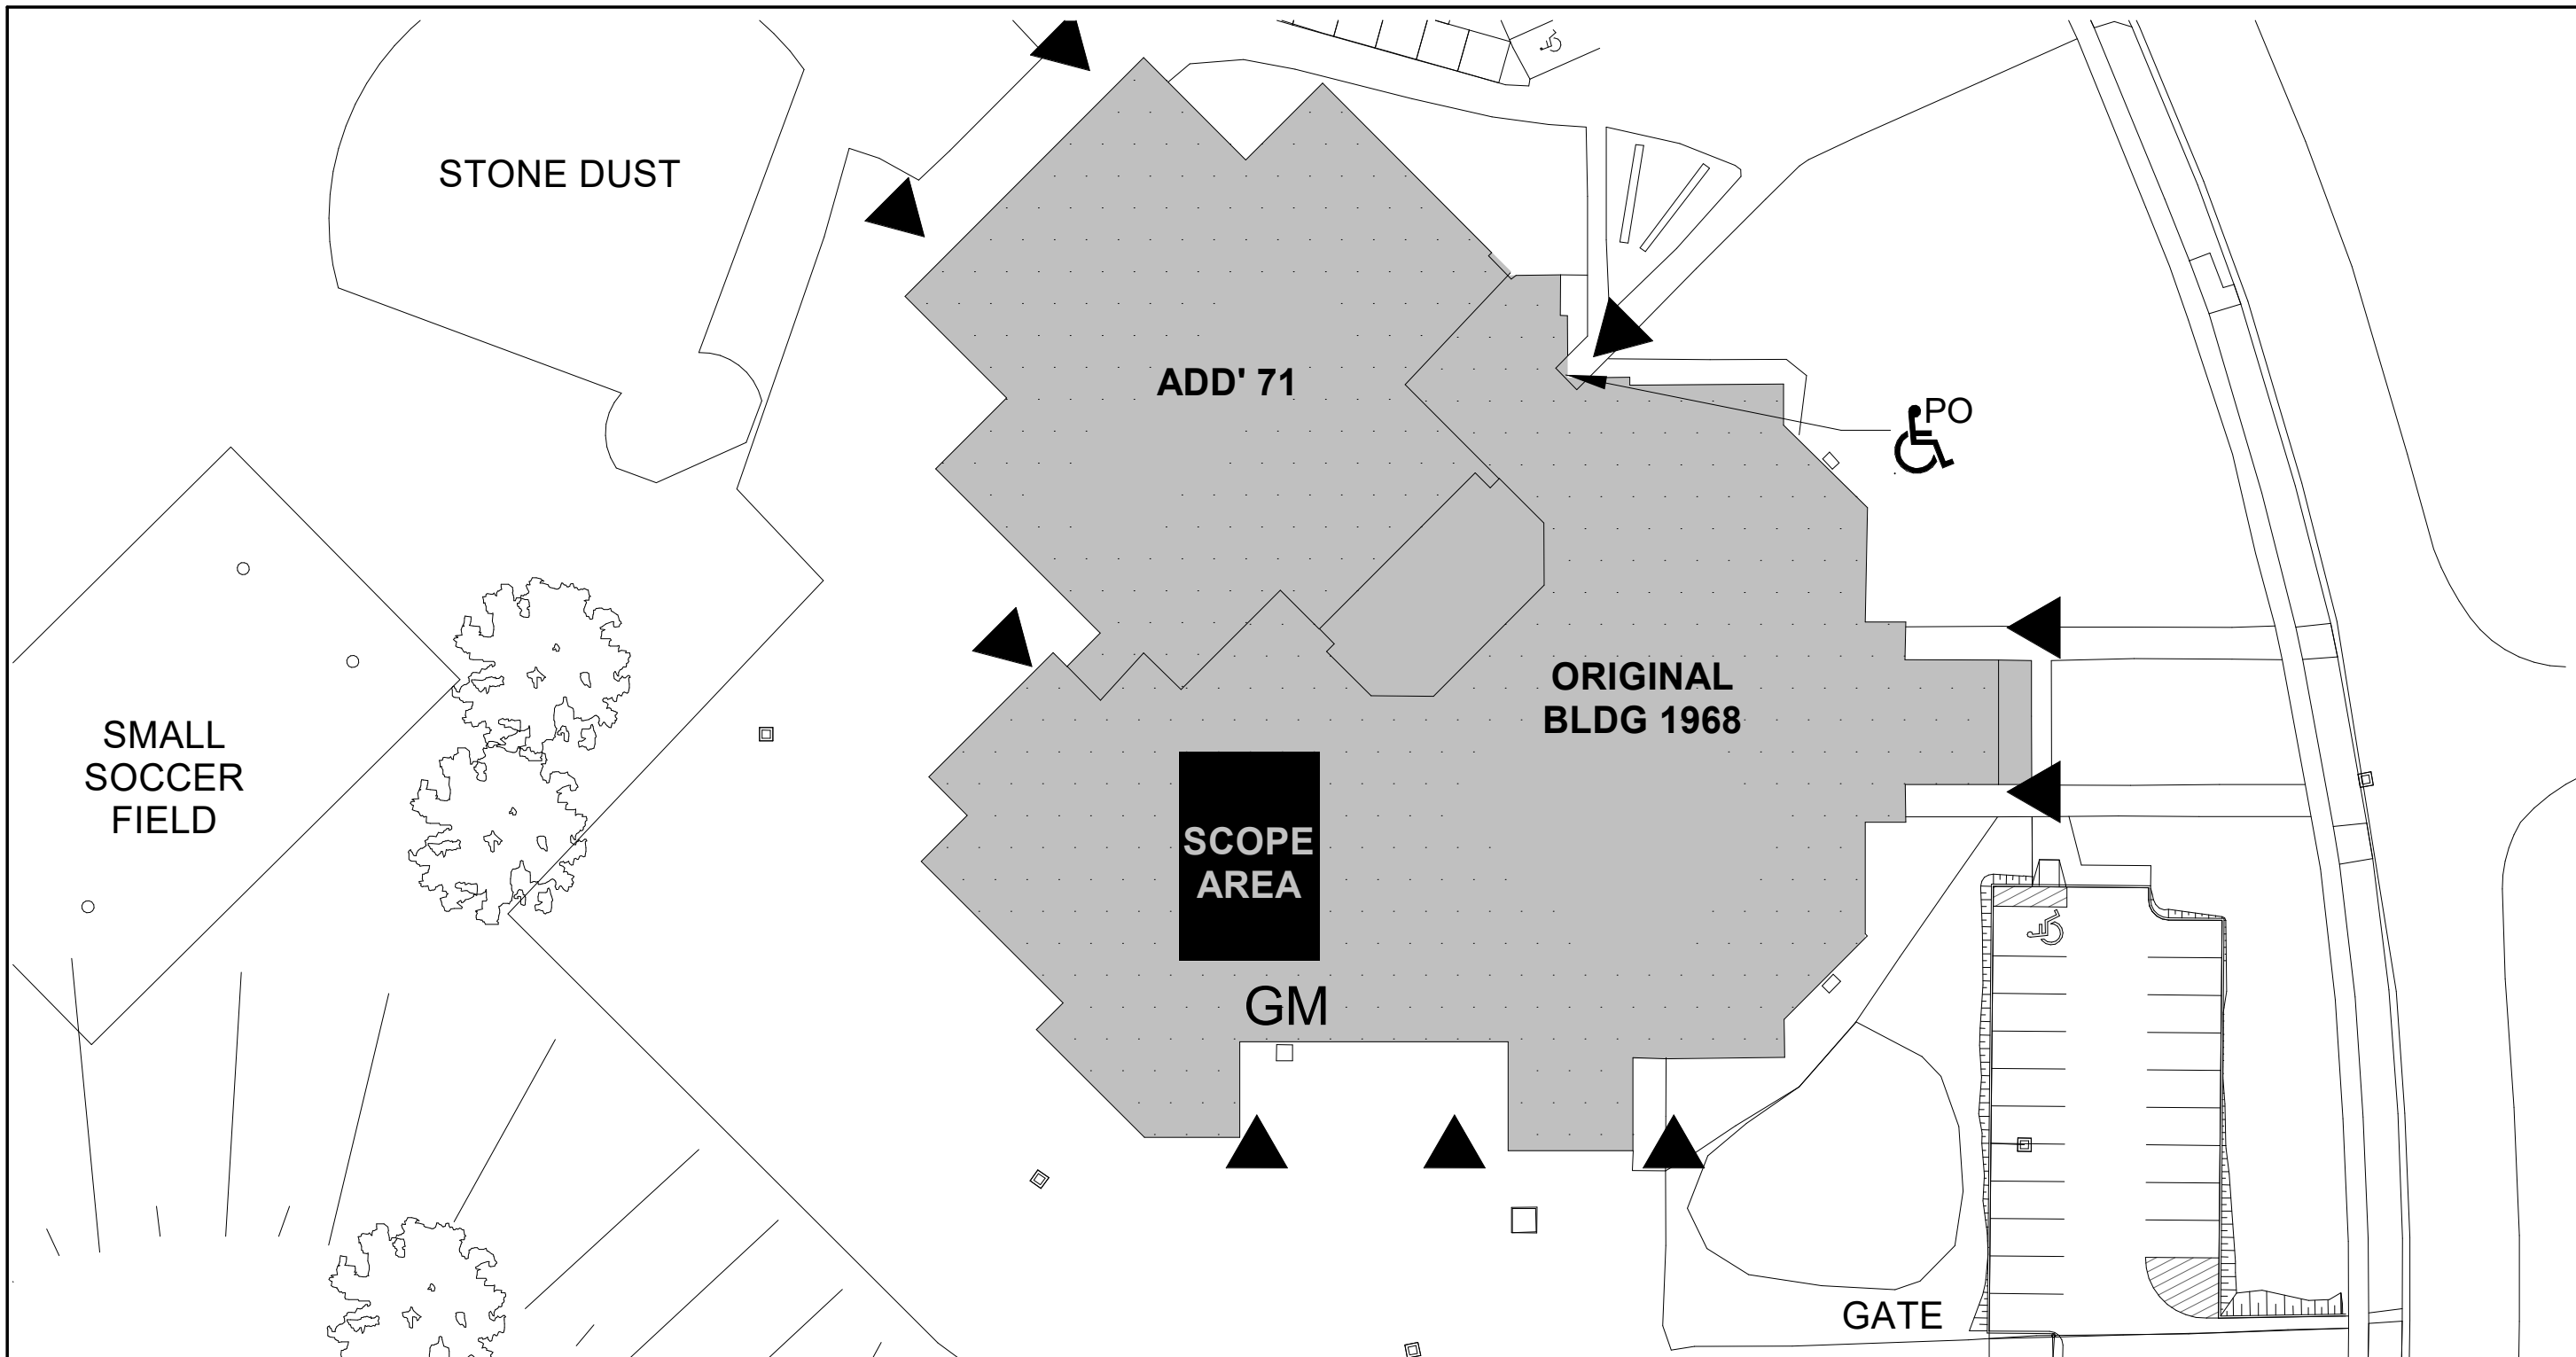 STONE DUST
ADD' 71
PO
SMALL
SOCCER
FIELD
ORIGINAL
BLDG 1968
SCOPE
AREA
GM
GATE